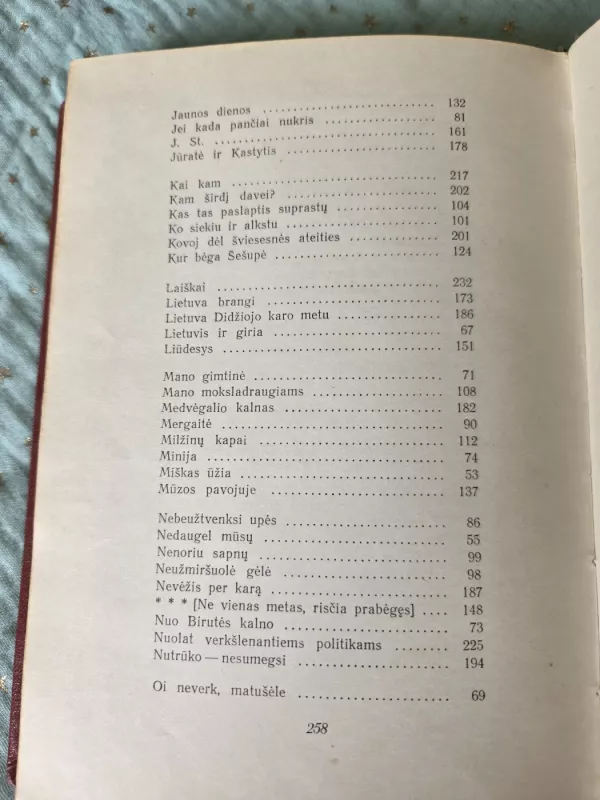 Jaunos dienos ........................... 132
Jei kada pančiai nukris ................. 81
J. St. .................................. 161
Jūratė ir Kastytis ...................... 178
Kai kam ................................. 217
Kam širdį davei? ........................ 202
Kas tas paslaptis suprastų .............. 104
Ko siekiu ir alkstu ..................... 101
Kovoj dėl šviesesnės ateities ........... 201
Kur bėga Šešupė ......................... 124
Laiškai ................................. 232
Lietuva brangi .......................... 173
Lietuva Didžiojo karo metu .............. 186
Lietuvis ir giria ....................... 67
Liūdesys ................................ 151
Mano gimtinė ............................ 71
Mano moksladraugiams .................... 108
Medvėgalio kalnas ....................... 182
Mergaitė ................................ 90
Milžinų kapai ........................... 112
Minija .................................. 74
Miškas ūžia ............................. 53
Mūzos pavojuje .......................... 137
Nebeužtvenksi upės ...................... 86
Nedaugel mūsų ........................... 55
Nenoriu sapnų ........................... 99
Neužmiršuolė gėlė ....................... 98
Nevėžis per karą ........................ 187
* * * [Ne vienas metas, risčia prabėgęs] .... 148
Nuo Birutės kalno ....................... 73
Nuolat verkšlenantiems politikams ....... 225
Nutrūko — nesumegsi ..................... 194
Oi neverk, matušėle ..................... 69
258